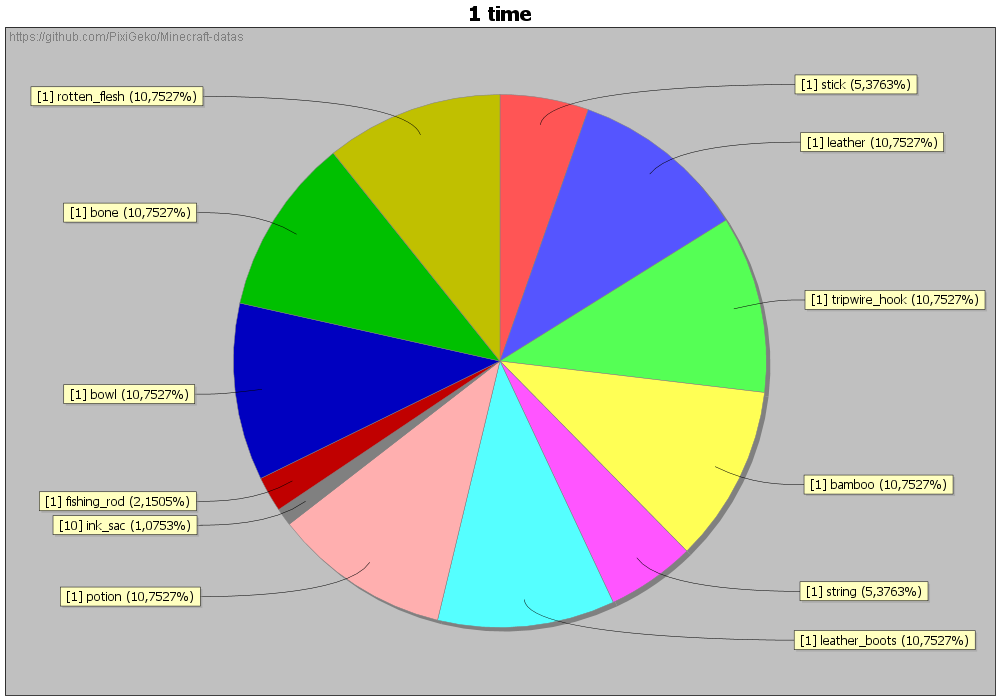 1 time
https://github.com/PixiGeko/Minecraft-datas
[1] stick (5,3763%)
[1] rotten_flesh (10,7527%)
[1] leather (10,7527%)
[1] bone (10,7527%)
[1] tripwire_hook (10,7527%)
[1] bowl (10,7527%)
[1] bamboo (10,7527%)
[1] fishing_rod (2,1505%)
[10] ink_sac (1,0753%)
[1] string (5,3763%)
[1] potion (10,7527%)
[1] leather_boots (10,7527%)